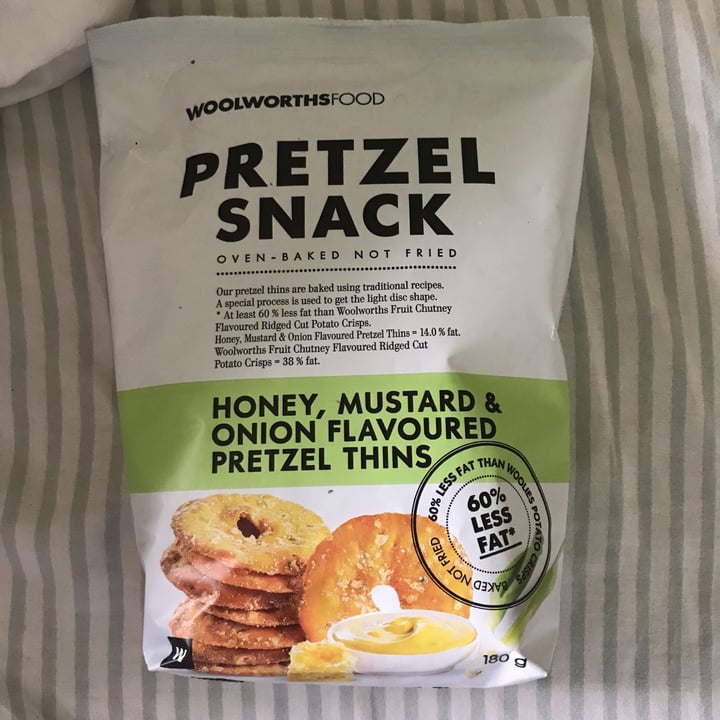 WOOLWORTHSFOOD
PRETZEL
SNACK
OVEN-BAKED NOT FRIED
Our pretzel thins are baked using traditional recipes.
A special process is used to get the light disc shape.
* At least 60 % less fat than Woolworths Fruit Chutney
Flavoured Ridged Cut Potato Crisps.
Honey, Mustard & Onion Flavoured Pretzel Thins = 14.0 % fat.
Woolworths Fruit Chutney Flavoured Ridged Cut
Potato Crisps = 38 % fat.
HONEY, MUSTARD &
ONION FLAVOURED
PRETZEL THINS
60% LESS FAT THAN WOOLIES POTATO CRISPS
BAKED NOT FRIED
60%
LESS
FAT*
W
180 g